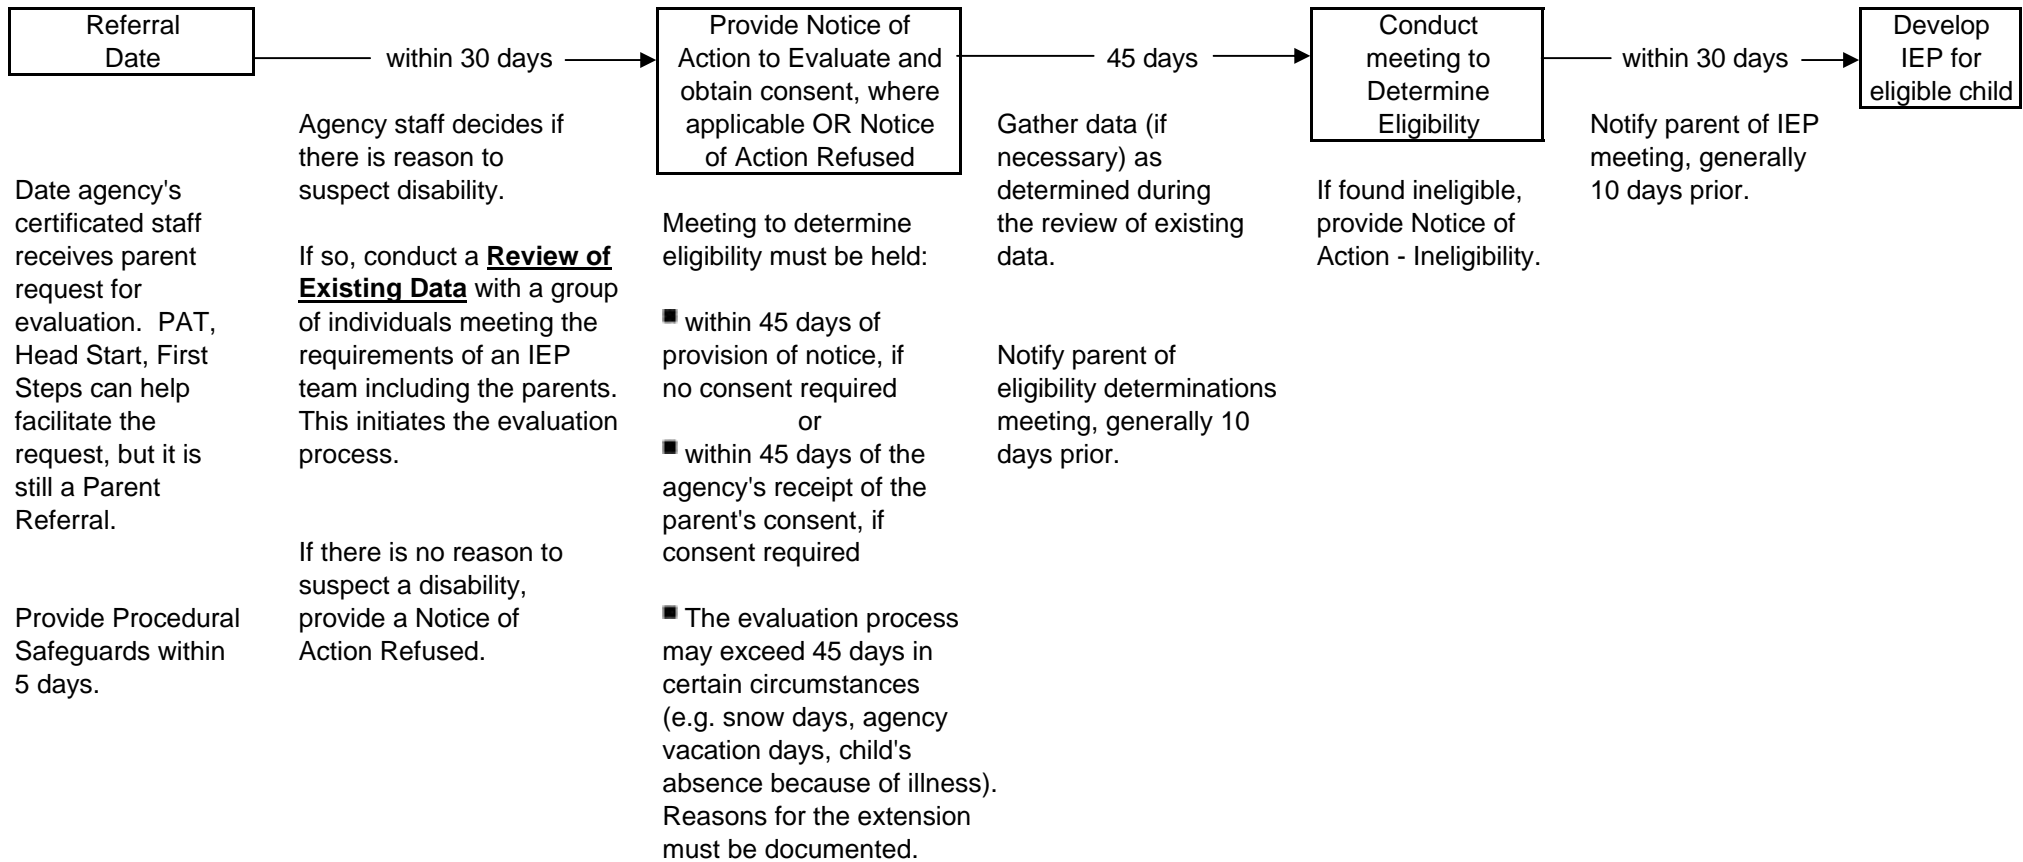 Referral
Date
within 30 days
Provide Notice of
Action to Evaluate and
obtain consent, where
applicable OR Notice
of Action Refused
45 days
Conduct
meeting to
Determine
Eligibility
within 30 days
Develop
IEP for
eligible child
Date agency's
certificated staff
receives parent
request for
evaluation.  PAT,
Head Start, First
Steps can help
facilitate the
request, but it is
still a Parent
Referral.
Provide Procedural
Safeguards within
5 days.
Agency staff decides if
there is reason to
suspect disability.
If so, conduct a Review of
Existing Data with a group
of individuals meeting the
requirements of an IEP
team including the parents.
This initiates the evaluation
process.
If there is no reason to
suspect a disability,
provide a Notice of
Action Refused.
Meeting to determine
eligibility must be held:
▪ within 45 days of
provision of notice, if
no consent required
or
▪ within 45 days of the
agency's receipt of the
parent's consent, if
consent required
▪ The evaluation process
may exceed 45 days in
certain circumstances
(e.g. snow days, agency
vacation days, child's
absence because of illness).
Reasons for the extension
must be documented.
Gather data (if
necessary) as
determined during
the review of existing
data.
Notify parent of
eligibility determinations
meeting, generally 10
days prior.
If found ineligible,
provide Notice of
Action - Ineligibility.
Notify parent of IEP
meeting, generally
10 days prior.